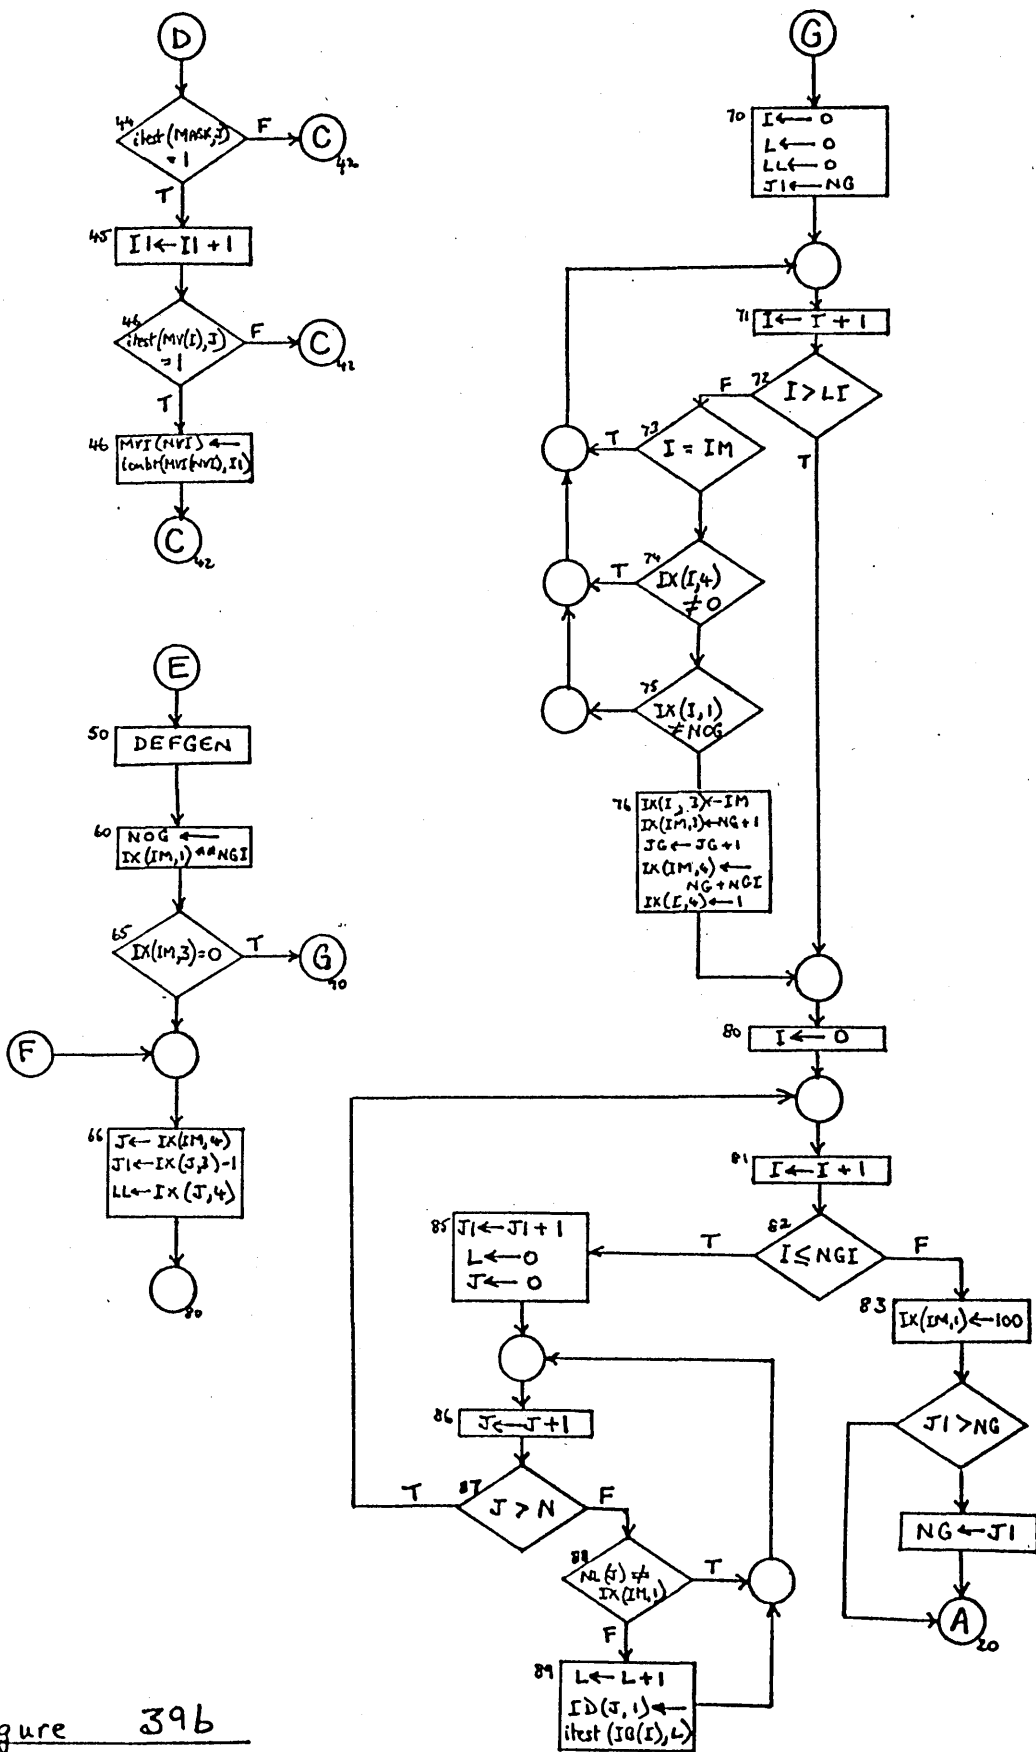 D
44
itest(MASK,J)
= 1
F
C
42
T
45
I1←I1 + 1
46
itest(MV(I),J)
= 1
F
C
42
T
46
MVI(NVI) ←
(MVI(NVI),I1)
C
42
E
50
DEFGEN
60
NOG ←
IX(IM,1) **NGI
65
IX(IM,3)=0
T
G
70
F
66
J← IX(IM,4)
J1←IX(J,3)-1
LL←IX(J,4)
80
G
70
I ← 0
L ← 0
LL← 0
J1← NG
71
I← I + 1
72
I > LI
F
T
73
I = IM
T
74
IX(I,4)
≠ 0
T
75
IX(I,1)
≠ NOG
76
IX(I,3)←IM
IX(IM,3)←NG+1
JG ← JG + 1
IX(IM,4) ←
NG + NGI
IX(I,4)←1
80
I ← 0
81
I ← I + 1
82
I ≤ NGI
T
F
83
IX(IM,1)←100
J1 > NG
NG ← J1
A
20
85
J1←J1+1
L ← 0
J ← 0
86
J←J+1
87
J > N
T
F
88
NL(J) ≠
IX(IM,1)
T
F
89
L← L+1
ID(J,1)←
itest(IG(I),L)
gure 39b